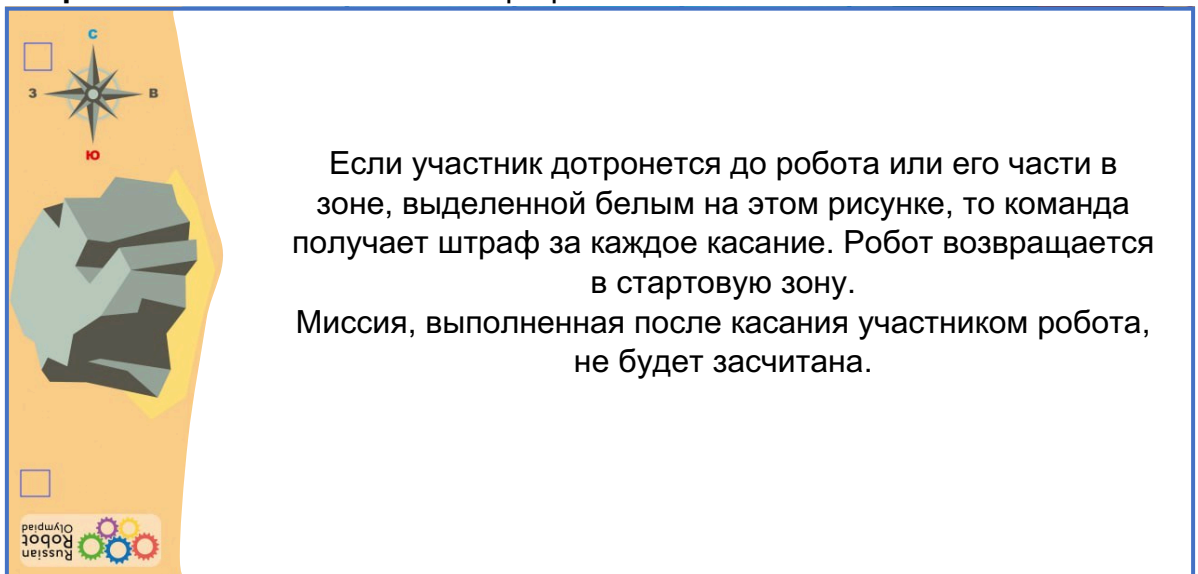 С
З
В
Ю
Если участник дотронется до робота или его части в
зоне, выделенной белым на этом рисунке, то команда
получает штраф за каждое касание. Робот возвращается
в стартовую зону.
Миссия, выполненная после касания участником робота,
не будет засчитана.
Russian
Robot
Olympiad